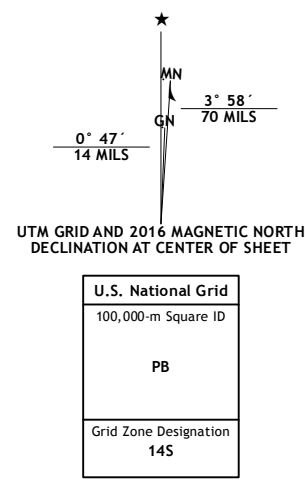 ★
MN
3° 58´
70 MILS
GN
0° 47´
14 MILS
UTM GRID AND 2016 MAGNETIC NORTH
DECLINATION AT CENTER OF SHEET
U.S. National Grid
100,000-m Square ID
PB
Grid Zone Designation
14S